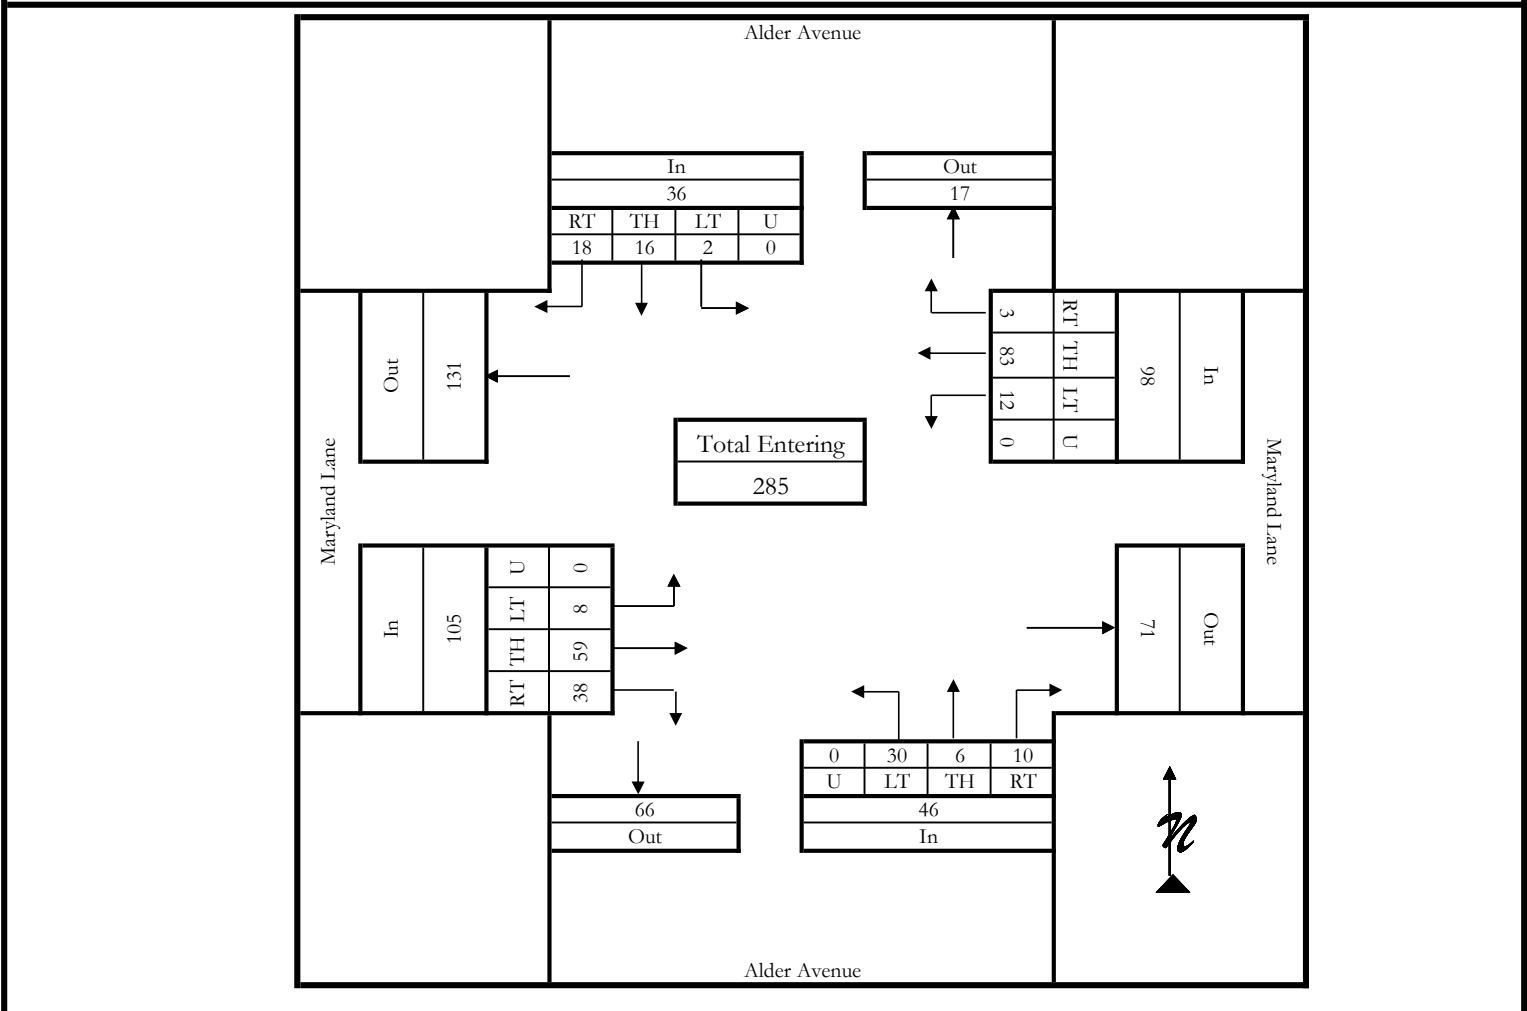 Alder Avenue
In
36
RT TH LT U
18 16 2 0
Out
17
Out
131
3 RT
83 TH
12 LT
0 U
98
In
Maryland Lane
Total Entering
285
Maryland Lane
In
105
U 0
LT 8
TH 59
RT 38
71
Out
66
Out
0 30 6 10
U LT TH RT
46
In
n
Alder Avenue